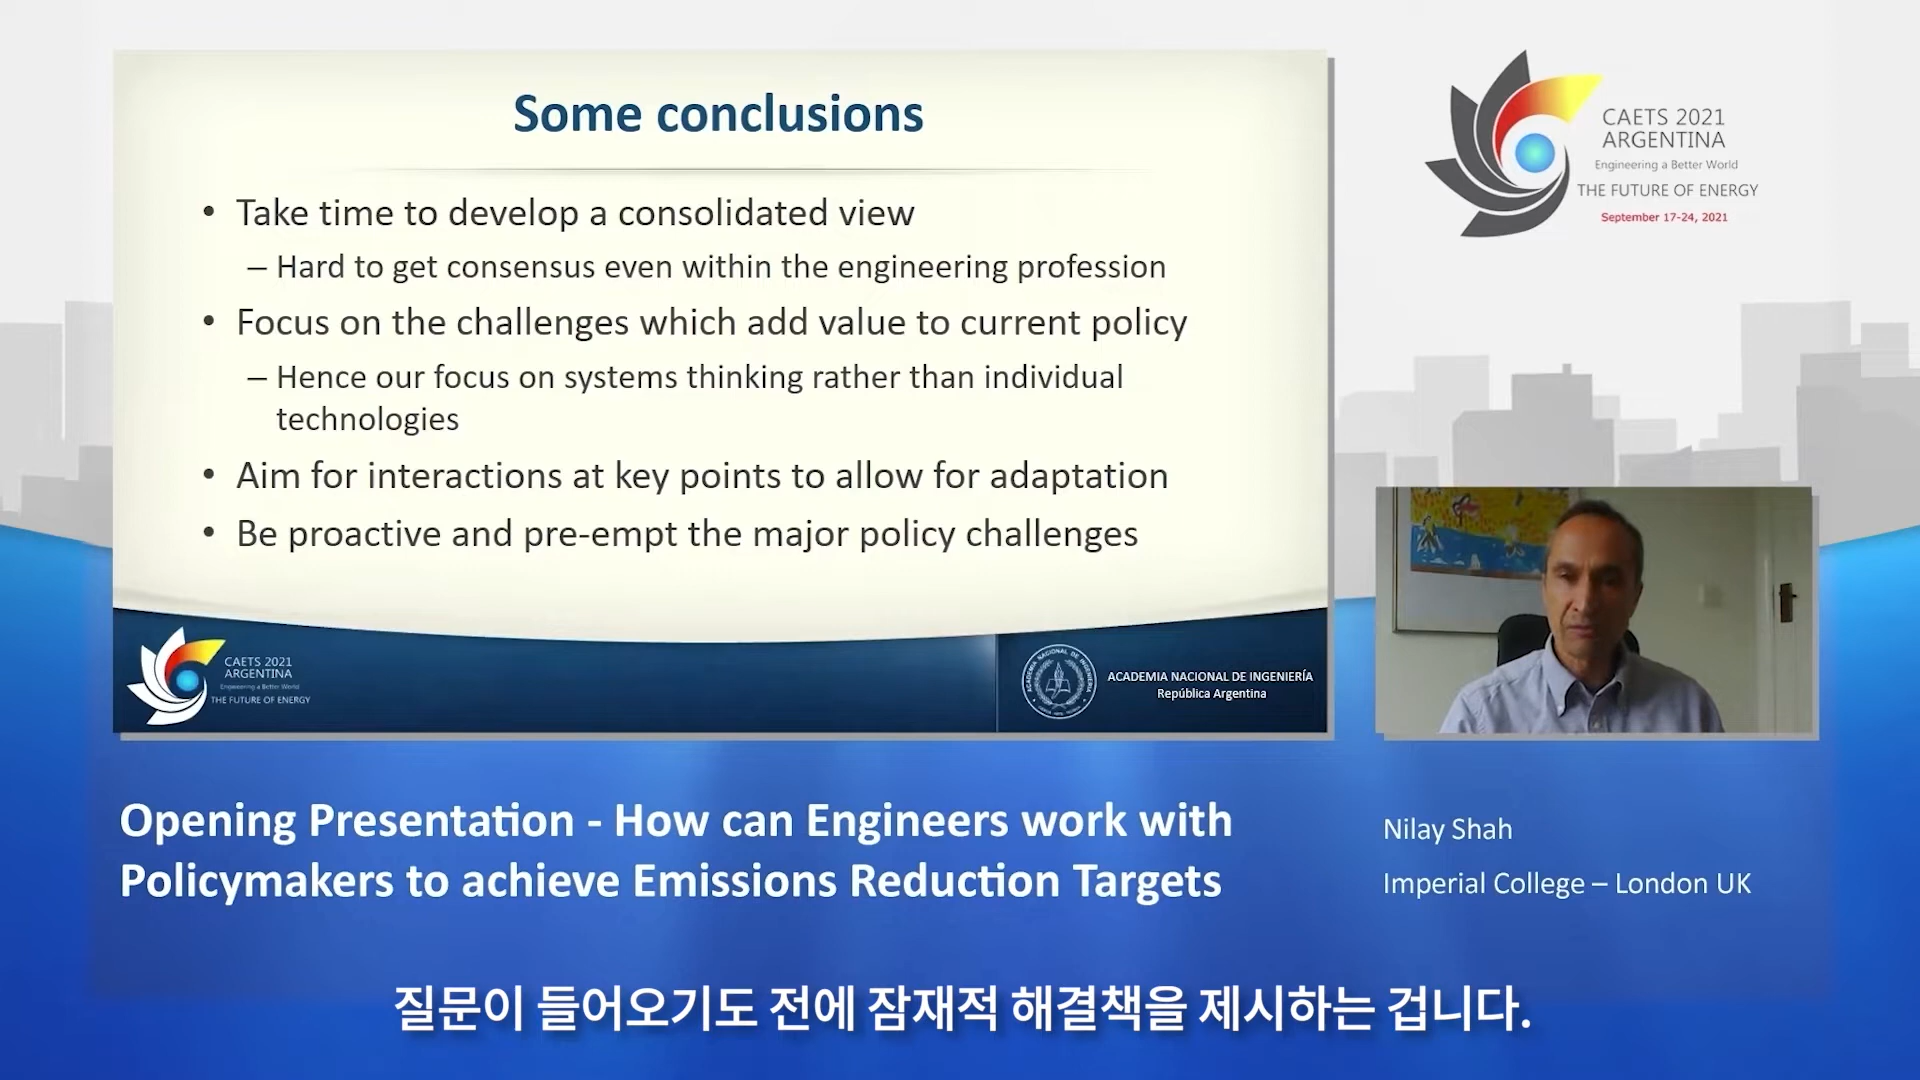 Some conclusions
• Take time to develop a consolidated view
– Hard to get consensus even within the engineering profession
• Focus on the challenges which add value to current policy
– Hence our focus on systems thinking rather than individual
technologies
• Aim for interactions at key points to allow for adaptation
• Be proactive and pre-empt the major policy challenges
CAETS 2021
ARGENTINA
Engineering a Better World
THE FUTURE OF ENERGY
ACADEMIA NACIONAL DE INGENIERÍA
República Argentina
CAETS 2021
ARGENTINA
Engineering a Better World
THE FUTURE OF ENERGY
September 17-24, 2021
Opening Presentation - How can Engineers work with
Policymakers to achieve Emissions Reduction Targets
Nilay Shah
Imperial College – London UK
질문이 들어오기도 전에 잠재적 해결책을 제시하는 겁니다.